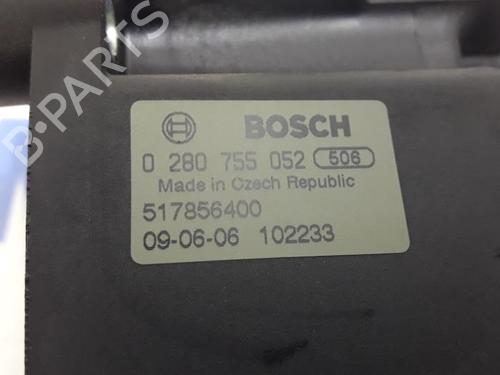 B-PARTS
BOSCH
0 280 755 052 506
Made in Czech Republic
517856400
09-06-06 102233